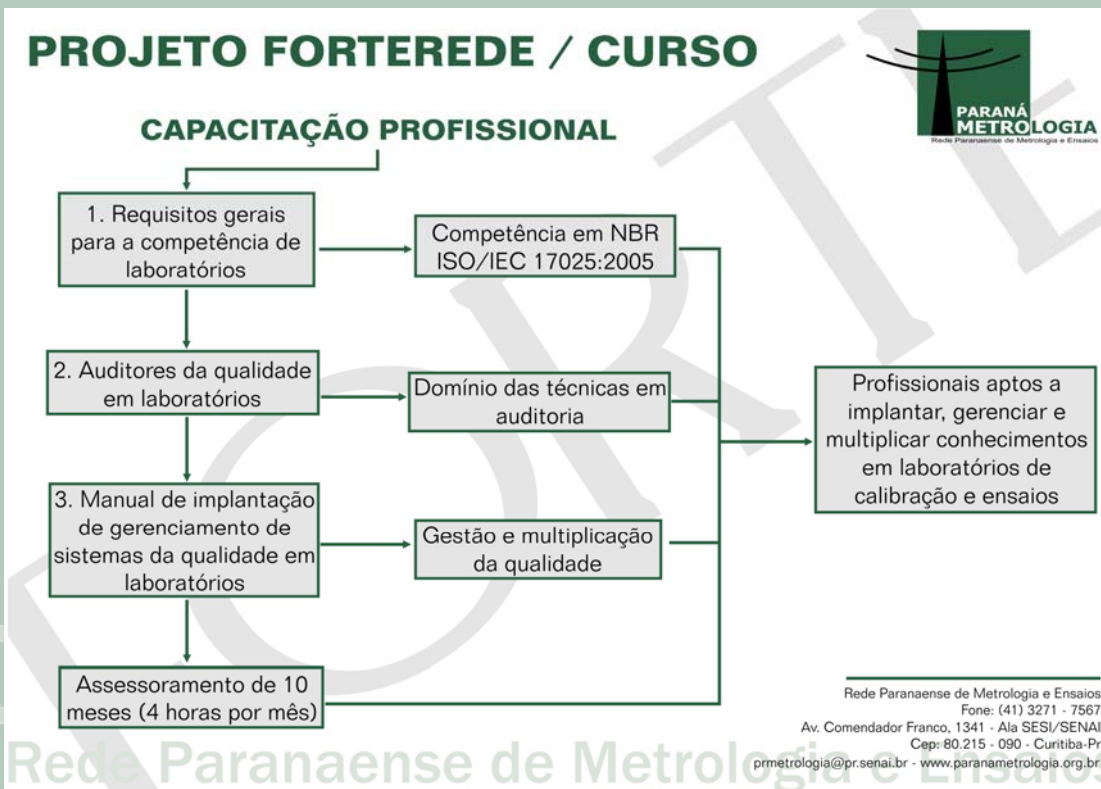 PROJETO FORTEREDE / CURSO
PARANÁ
METROLOGIA
Rede Paranaense de Metrologia e Ensaios
CAPACITAÇÃO PROFISSIONAL
1. Requisitos gerais
para a competência de
laboratórios
Competência em NBR
ISO/IEC 17025:2005
2. Auditores da qualidade
em laboratórios
Domínio das técnicas em
auditoria
Profissionais aptos a
implantar, gerenciar e
multiplicar conhecimentos
em laboratórios de
calibração e ensaios
3. Manual de implantação
de gerenciamento de
sistemas da qualidade em
laboratórios
Gestão e multiplicação
da qualidade
Assessoramento de 10
meses (4 horas por mês)
Rede Paranaense de Metrologia e Ensaios
Fone: (41) 3271 - 7567
Av. Comendador Franco, 1341 - Ala SESI/SENAI
Cep: 80.215 - 090 - Curitiba-Pr
prmetrologia@pr.senai.br - www.paranametrologia.org.br
Rede Paranaense de Metrologia e Ensaios
FORTE